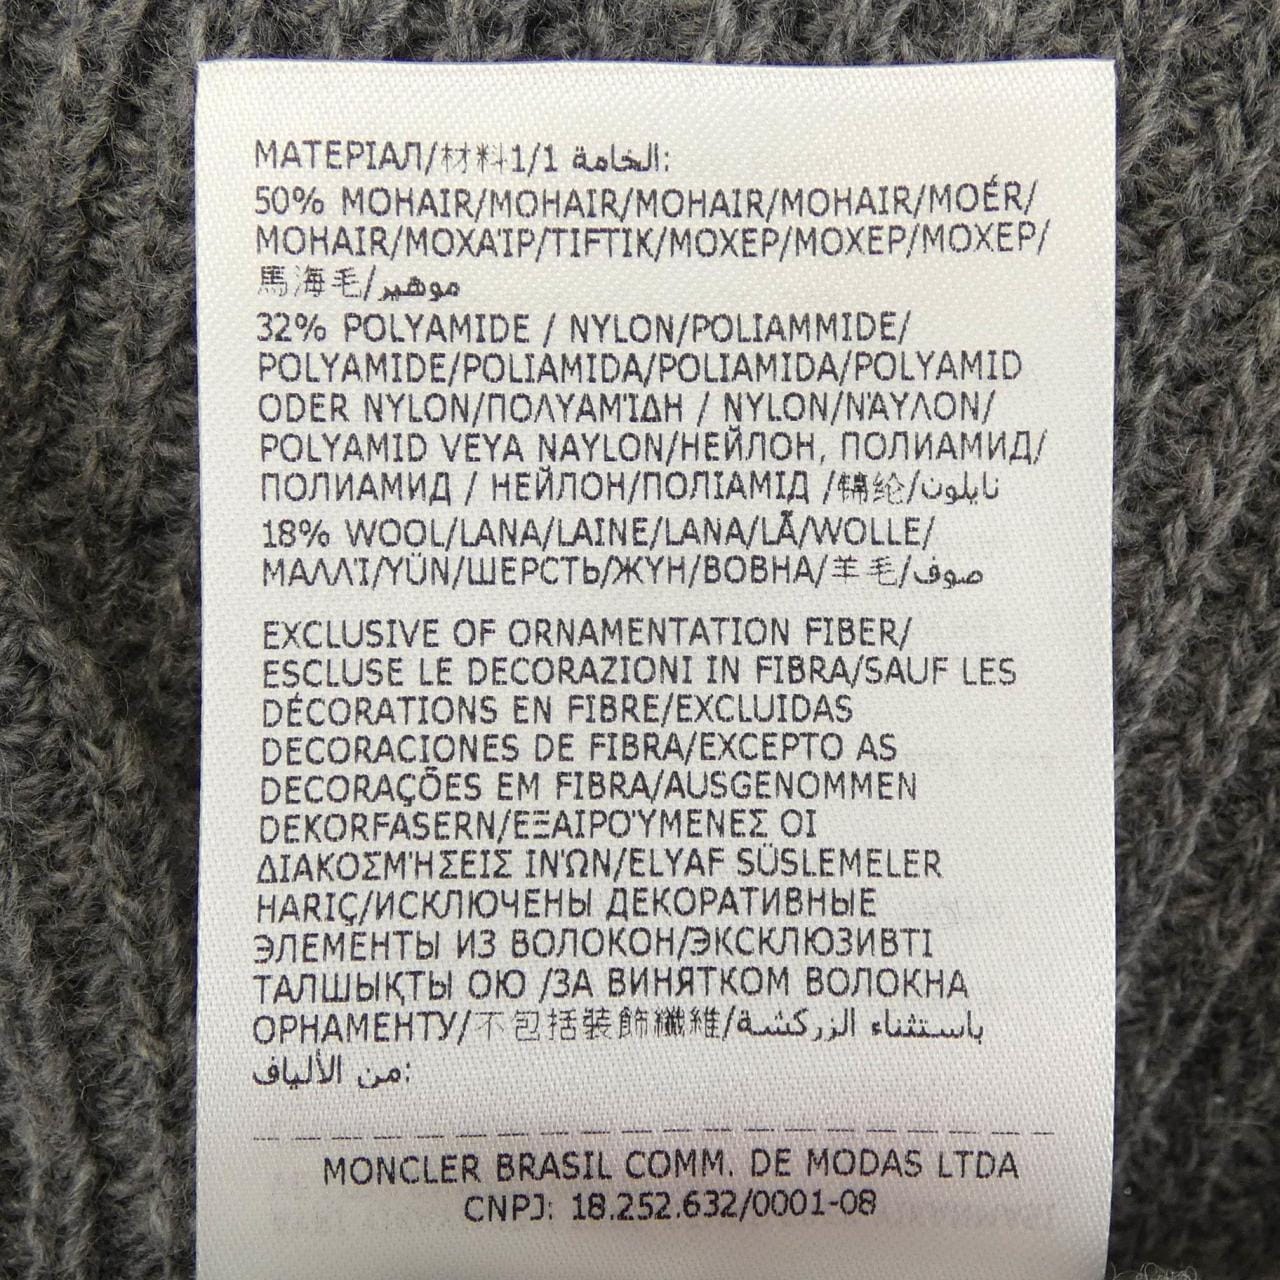 МАТЕРІАЛ/材料1/1 الخامة:
50% MOHAIR/MOHAIR/MOHAIR/MOHAIR/MOÉR/
MOHAIR/ΜΟΧΑΊΡ/TIFTIK/МОХЕР/МОХЕР/МОХЕР/
馬海毛/موهير
32% POLYAMIDE / NYLON/POLIAMMIDE/
POLYAMIDE/POLIAMIDA/POLIAMIDA/POLYAMID
ODER NYLON/ΠΟΛΥΑΜΊΔΗ / NYLON/ΝΆΥΛΟΝ/
POLYAMID VEYA NAYLON/НЕЙЛОН, ПОЛИАМИД/
ПОЛИАМИД / НЕЙЛОН/ПОЛІАМІД /锦纶/نايلون
18% WOOL/LANA/LAINE/LANA/LÃ/WOLLE/
ΜΑΛΛΊ/YÜN/ШЕРСТЬ/ЖҮН/ВОВНА/羊毛/صوف
EXCLUSIVE OF ORNAMENTATION FIBER/
ESCLUSE LE DECORAZIONI IN FIBRA/SAUF LES
DÉCORATIONS EN FIBRE/EXCLUIDAS
DECORACIONES DE FIBRA/EXCEPTO AS
DECORAÇÕES EM FIBRA/AUSGENOMMEN
DEKORFASERN/ΕΞΑΙΡΟΎΜΕΝΕΣ ΟΙ
ΔΙΑΚΟΣΜΉΣΕΙΣ ΙΝΏΝ/ELYAF SÜSLEMELER
HARIÇ/ИСКЛЮЧЕНЫ ДЕКОРАТИВНЫЕ
ЭЛЕМЕНТЫ ИЗ ВОЛОКОН/ЭКСКЛЮЗИВТІ
ТАЛШЫҚТЫ ОЮ /ЗА ВИНЯТКОМ ВОЛОКНА
ОРНАМЕНТУ/不包括裝飾纖維/باستثناء الزركشة
من الألياف:
MONCLER BRASIL COMM. DE MODAS LTDA
CNPJ: 18.252.632/0001-08